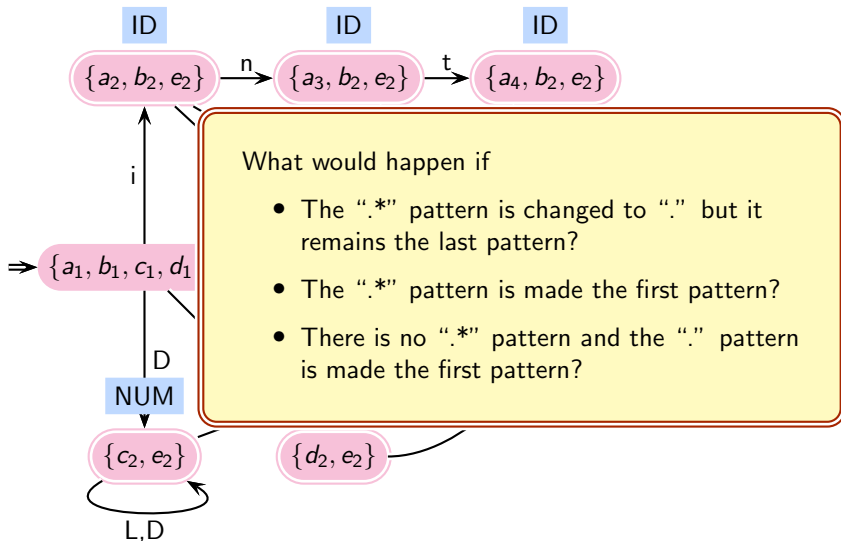 ID ID ID
{a₂, b₂, e₂} n {a₃, b₂, e₂} t {a₄, b₂, e₂}
i
{a₁, b₁, c₁, d₁
D
NUM
{c₂, e₂} {d₂, e₂}
L,D
What would happen if
• The “.*” pattern is changed to “.” but it
remains the last pattern?
• The “.*” pattern is made the first pattern?
• There is no “.*” pattern and the “.” pattern
is made the first pattern?